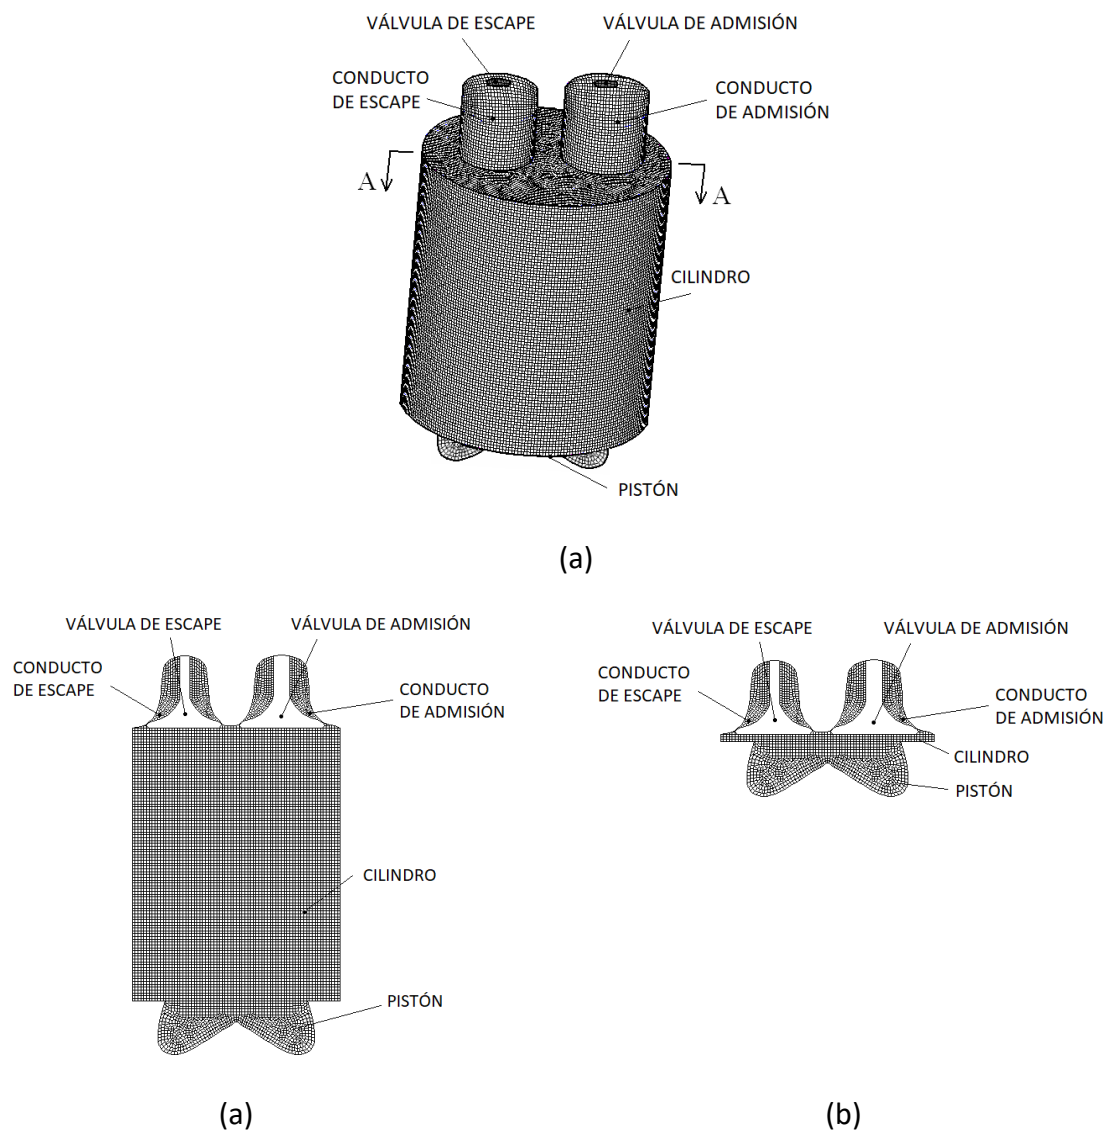 VÁLVULA DE ESCAPE
VÁLVULA DE ADMISIÓN
CONDUCTO
DE ESCAPE
CONDUCTO
DE ADMISIÓN
A
A
CILINDRO
PISTÓN
(a)
VÁLVULA DE ESCAPE
VÁLVULA DE ADMISIÓN
CONDUCTO
DE ESCAPE
CONDUCTO
DE ADMISIÓN
CILINDRO
PISTÓN
(a)
VÁLVULA DE ESCAPE
VÁLVULA DE ADMISIÓN
CONDUCTO
DE ESCAPE
CONDUCTO
DE ADMISIÓN
CILINDRO
PISTÓN
(b)